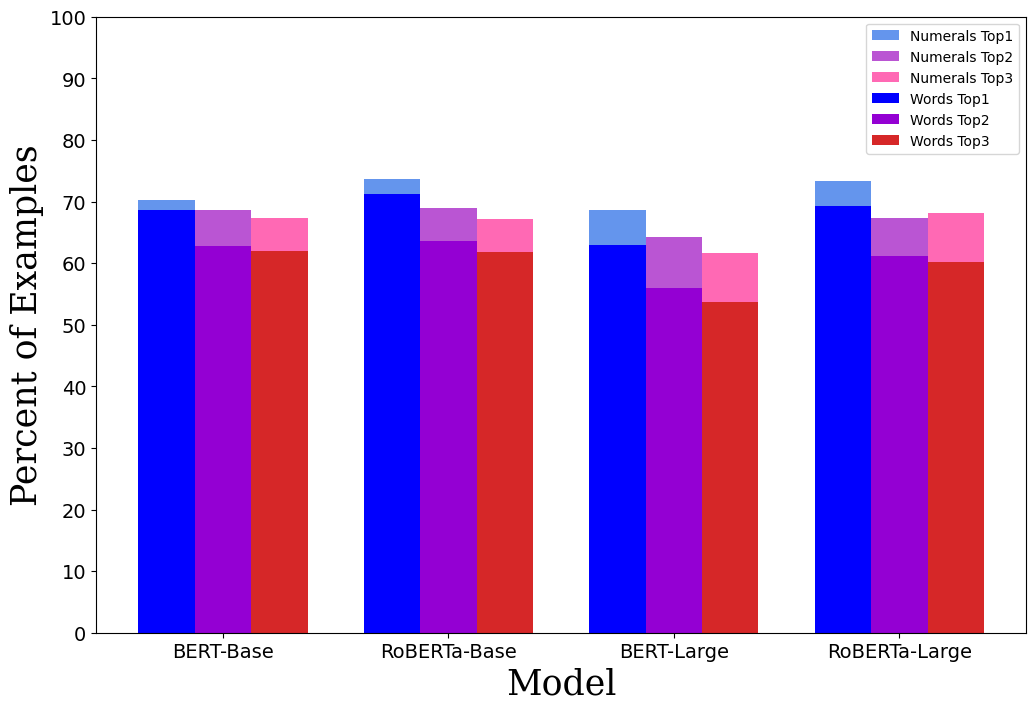 Percent of Examples
100
90
80
70
60
50
40
30
20
10
0
Numerals Top1
Numerals Top2
Numerals Top3
Words Top1
Words Top2
Words Top3
BERT-Base
RoBERTa-Base
BERT-Large
RoBERTa-Large
Model